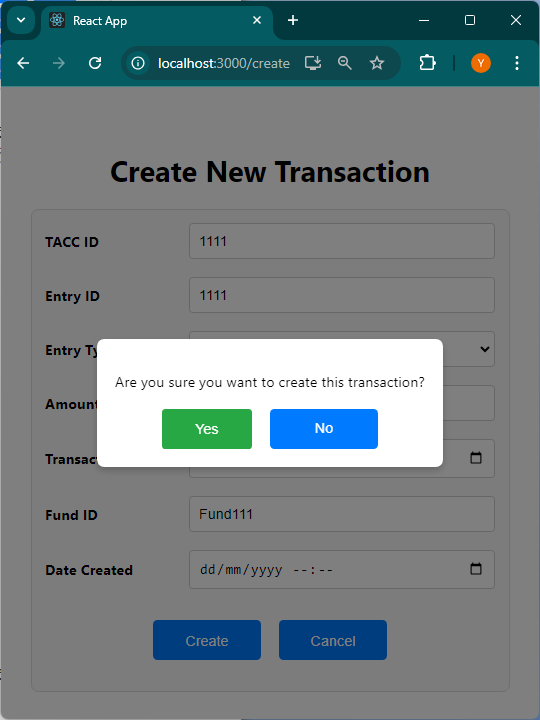 React App
localhost:3000/create
Y
Create New Transaction
TACC ID
1111
Entry ID
1111
Entry Ty
Are you sure you want to create this transaction?
Amount
Yes
No
Transac
Fund ID
Fund111
Date Created
dd/mm/yyyy --:--
Create
Cancel